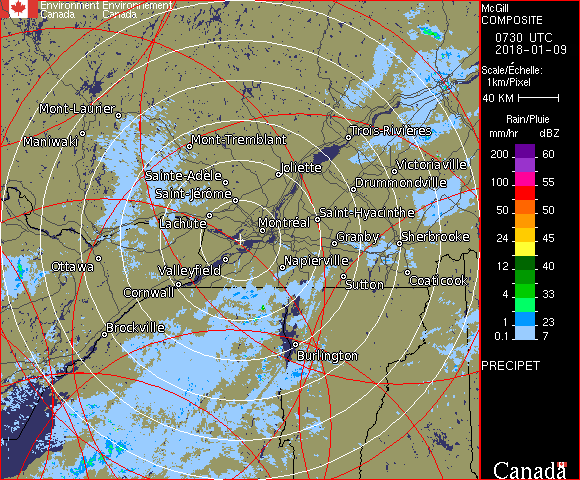 Environment Environnement
Canada Canada
McGill
COMPOSITE
0730 UTC
2018-01-09
Scale/Échelle:
1km/Pixel
40 KM
Rain/Pluie
mm/hr dBZ
200 60
100 55
50 50
24 45
12 40
4 33
1 23
0.1 7
PRECIPET
Canada
Mont-Laurier
Maniwaki
Mont-Tremblant
Trois-Rivières
Joliette
Victoriaville
Sainte-Adèle
Drummondville
Saint-Jérôme
Lachute
Saint-Hyacinthe
Montréal
Granby
Sherbrooke
Ottawa
Valleyfield
Napierville
Cornwall
Sutton
Coaticook
Brockville
Burlington